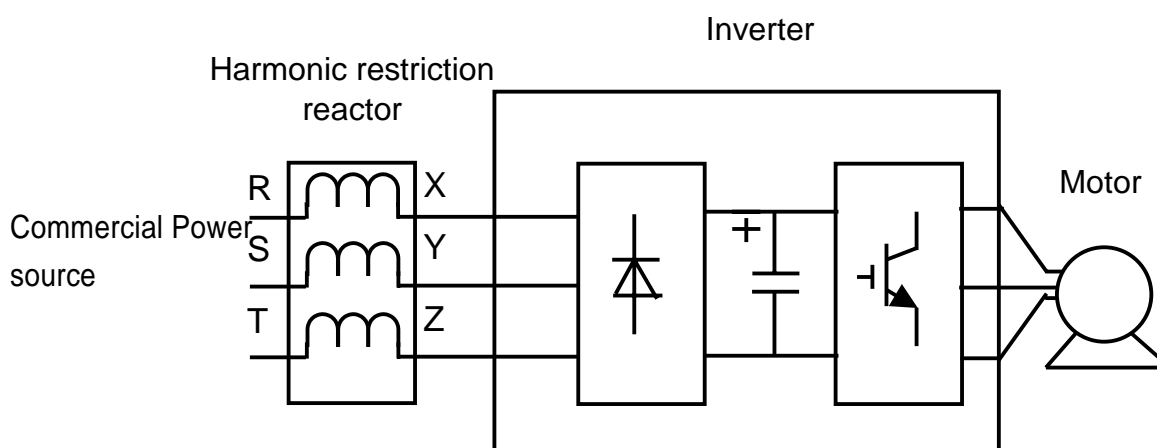 Inverter
Harmonic restriction
reactor
R
X
Motor
Commercial Power
source
S
Y
T
Z
+